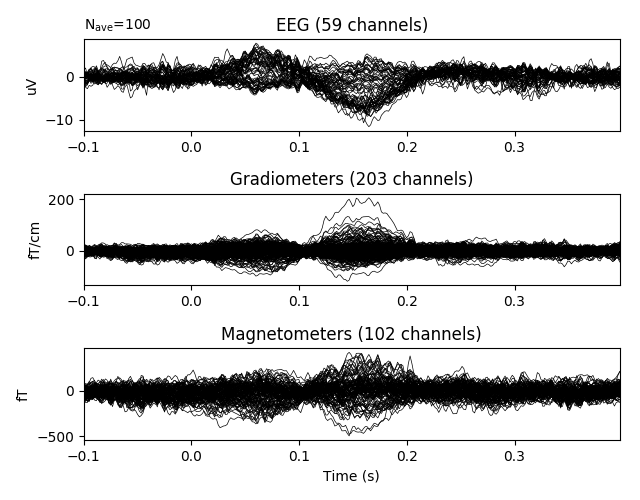 Nave=100
EEG (59 channels)
0
−10
uV
−0.1 0.0 0.1 0.2 0.3
Gradiometers (203 channels)
200
0
fT/cm
−0.1 0.0 0.1 0.2 0.3
Magnetometers (102 channels)
0
−500
fT
−0.1 0.0 0.1 0.2 0.3
Time (s)